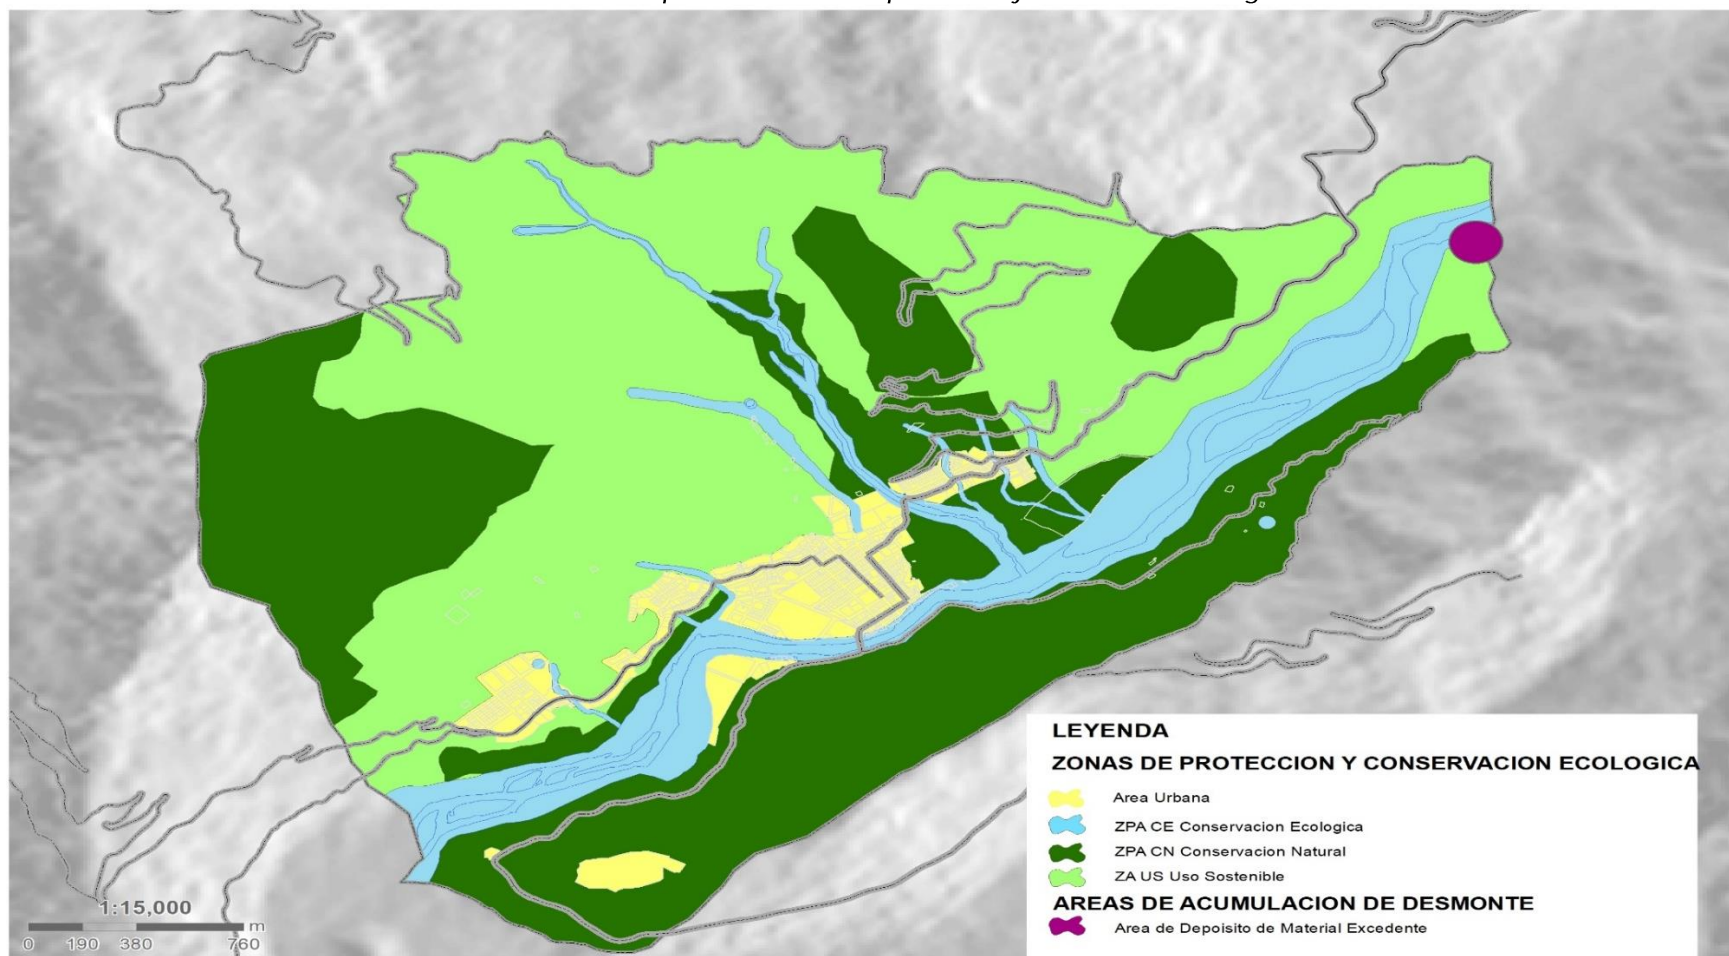 LEYENDA
ZONAS DE PROTECCION Y CONSERVACION ECOLOGICA
Area Urbana
ZPA CE Conservacion Ecologica
ZPA CN Conservacion Natural
ZA US Uso Sostenible
AREAS DE ACUMULACION DE DESMONTE
Area de Depoisito de Material Excedente
1:15,000
m
0 190 380 760